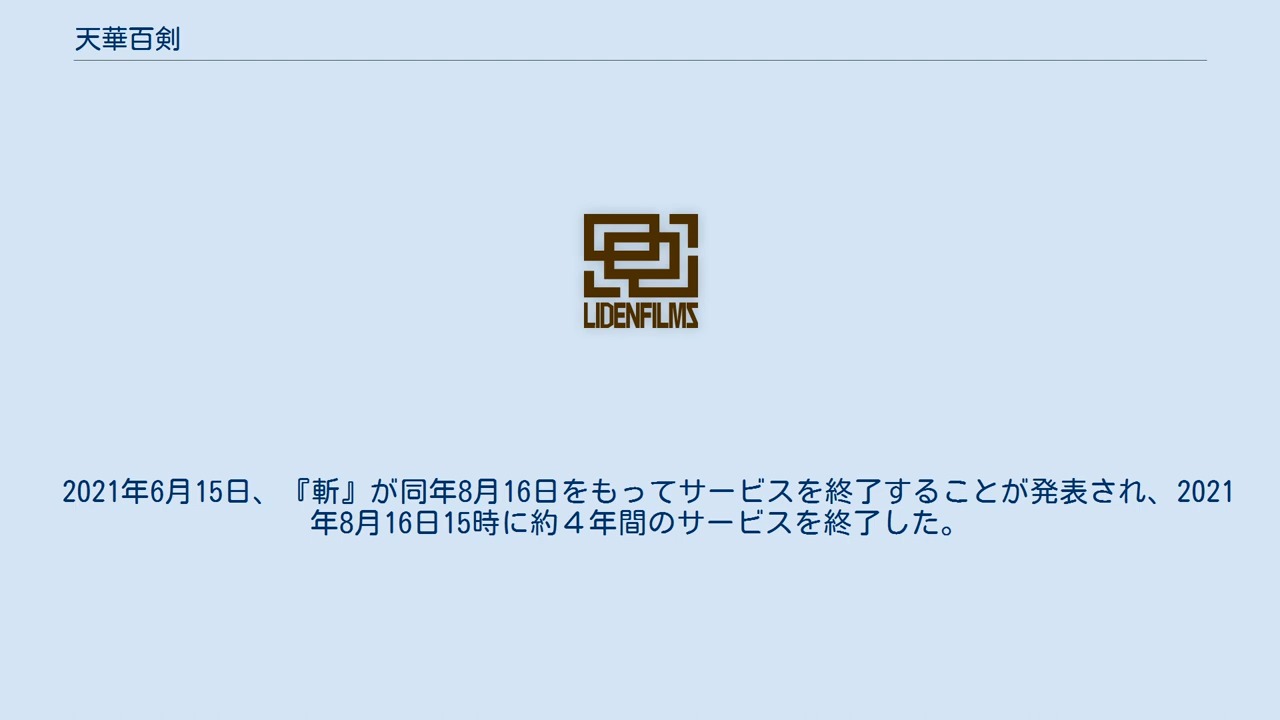 天華百剣
LIDENFILMS
2021年6月15日、『斬』が同年8月16日をもってサービスを終了することが発表され、2021
年8月16日15時に約４年間のサービスを終了した。